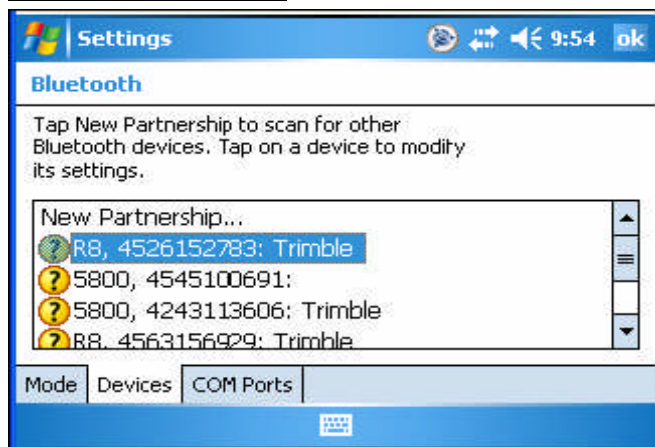 Settings 9:54 ok
Bluetooth
Tap New Partnership to scan for other
Bluetooth devices. Tap on a device to modify
its settings.
New Partnership...
R8, 4526152783: Trimble
5800, 4545100691:
5800, 4243113606: Trimble
R8, 4563156929: Trimble
Mode Devices COM Ports